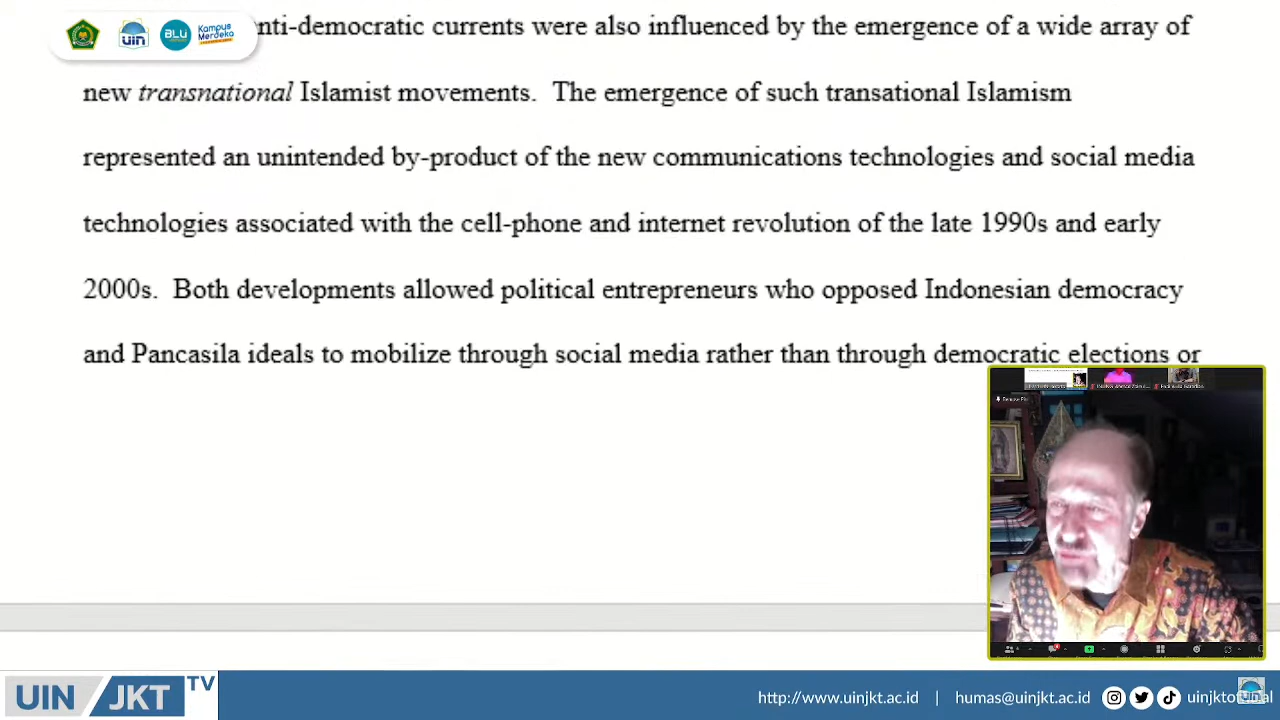 uin
BLU
Kampus
Merdeka
nti-democratic currents were also influenced by the emergence of a wide array of
new transnational Islamist movements.  The emergence of such transational Islamism
represented an unintended by-product of the new communications technologies and social media
technologies associated with the cell-phone and internet revolution of the late 1990s and early
2000s.  Both developments allowed political entrepreneurs who opposed Indonesian democracy
and Pancasila ideals to mobilize through social media rather than through democratic elections or
UIN JKT TV
http://www.uinjkt.ac.id | humas@uinjkt.ac.id